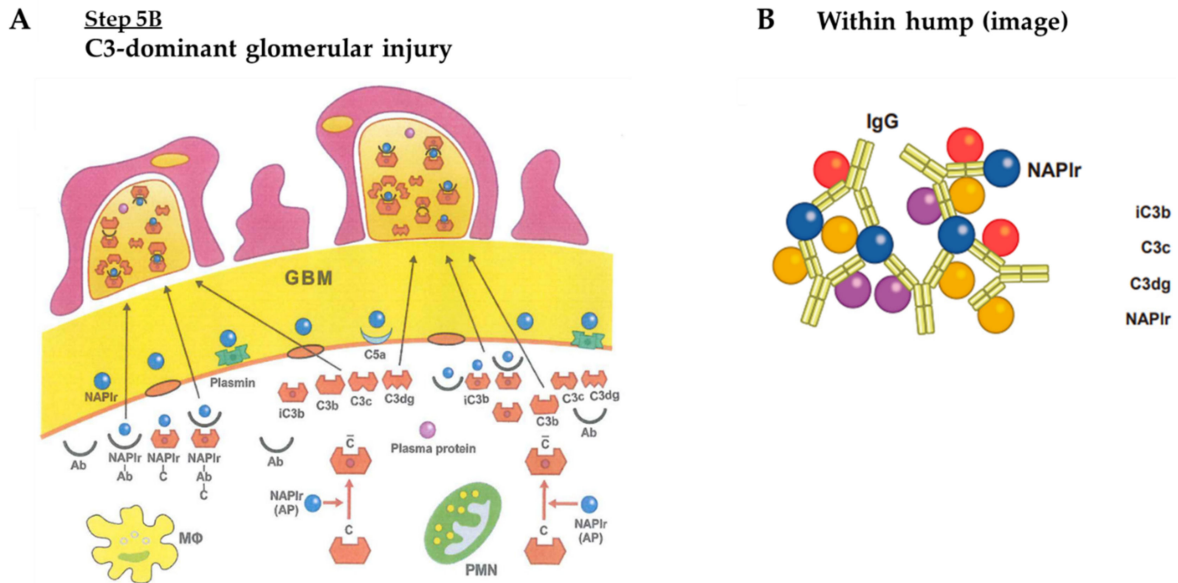 A
Step 5B
C3-dominant glomerular injury
GBM
C5a
Plasmin
NAPlr
iC3b
C3b
C3c
C3dg
iC3b
C3b
C3c
C3dg
Ab
Ab
NAPlr
Ab
NAPlr
C
NAPlr
Ab
C
Ab
Plasma protein
C̅
NAPlr
(AP)
C
C̅
NAPlr
(AP)
C
MΦ
PMN
B
Within hump (image)
IgG
NAPlr
iC3b
C3c
C3dg
NAPlr